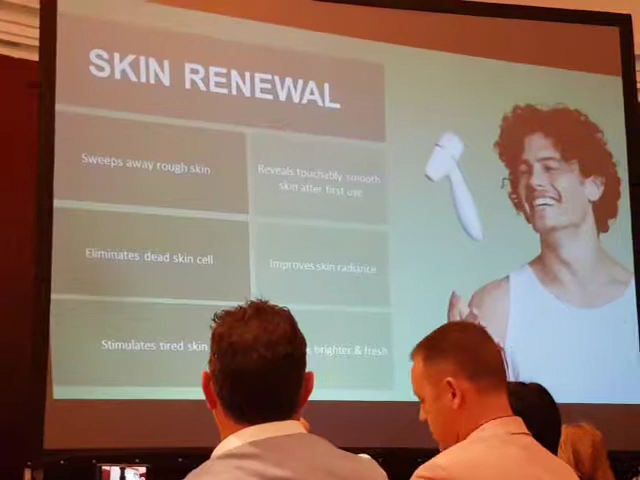 SKIN RENEWAL
Sweeps away rough skin
Reveals touchably smooth
skin after first use
Eliminates dead skin cell
Improves skin radiance
Stimulates tired skin
brighter & fresh